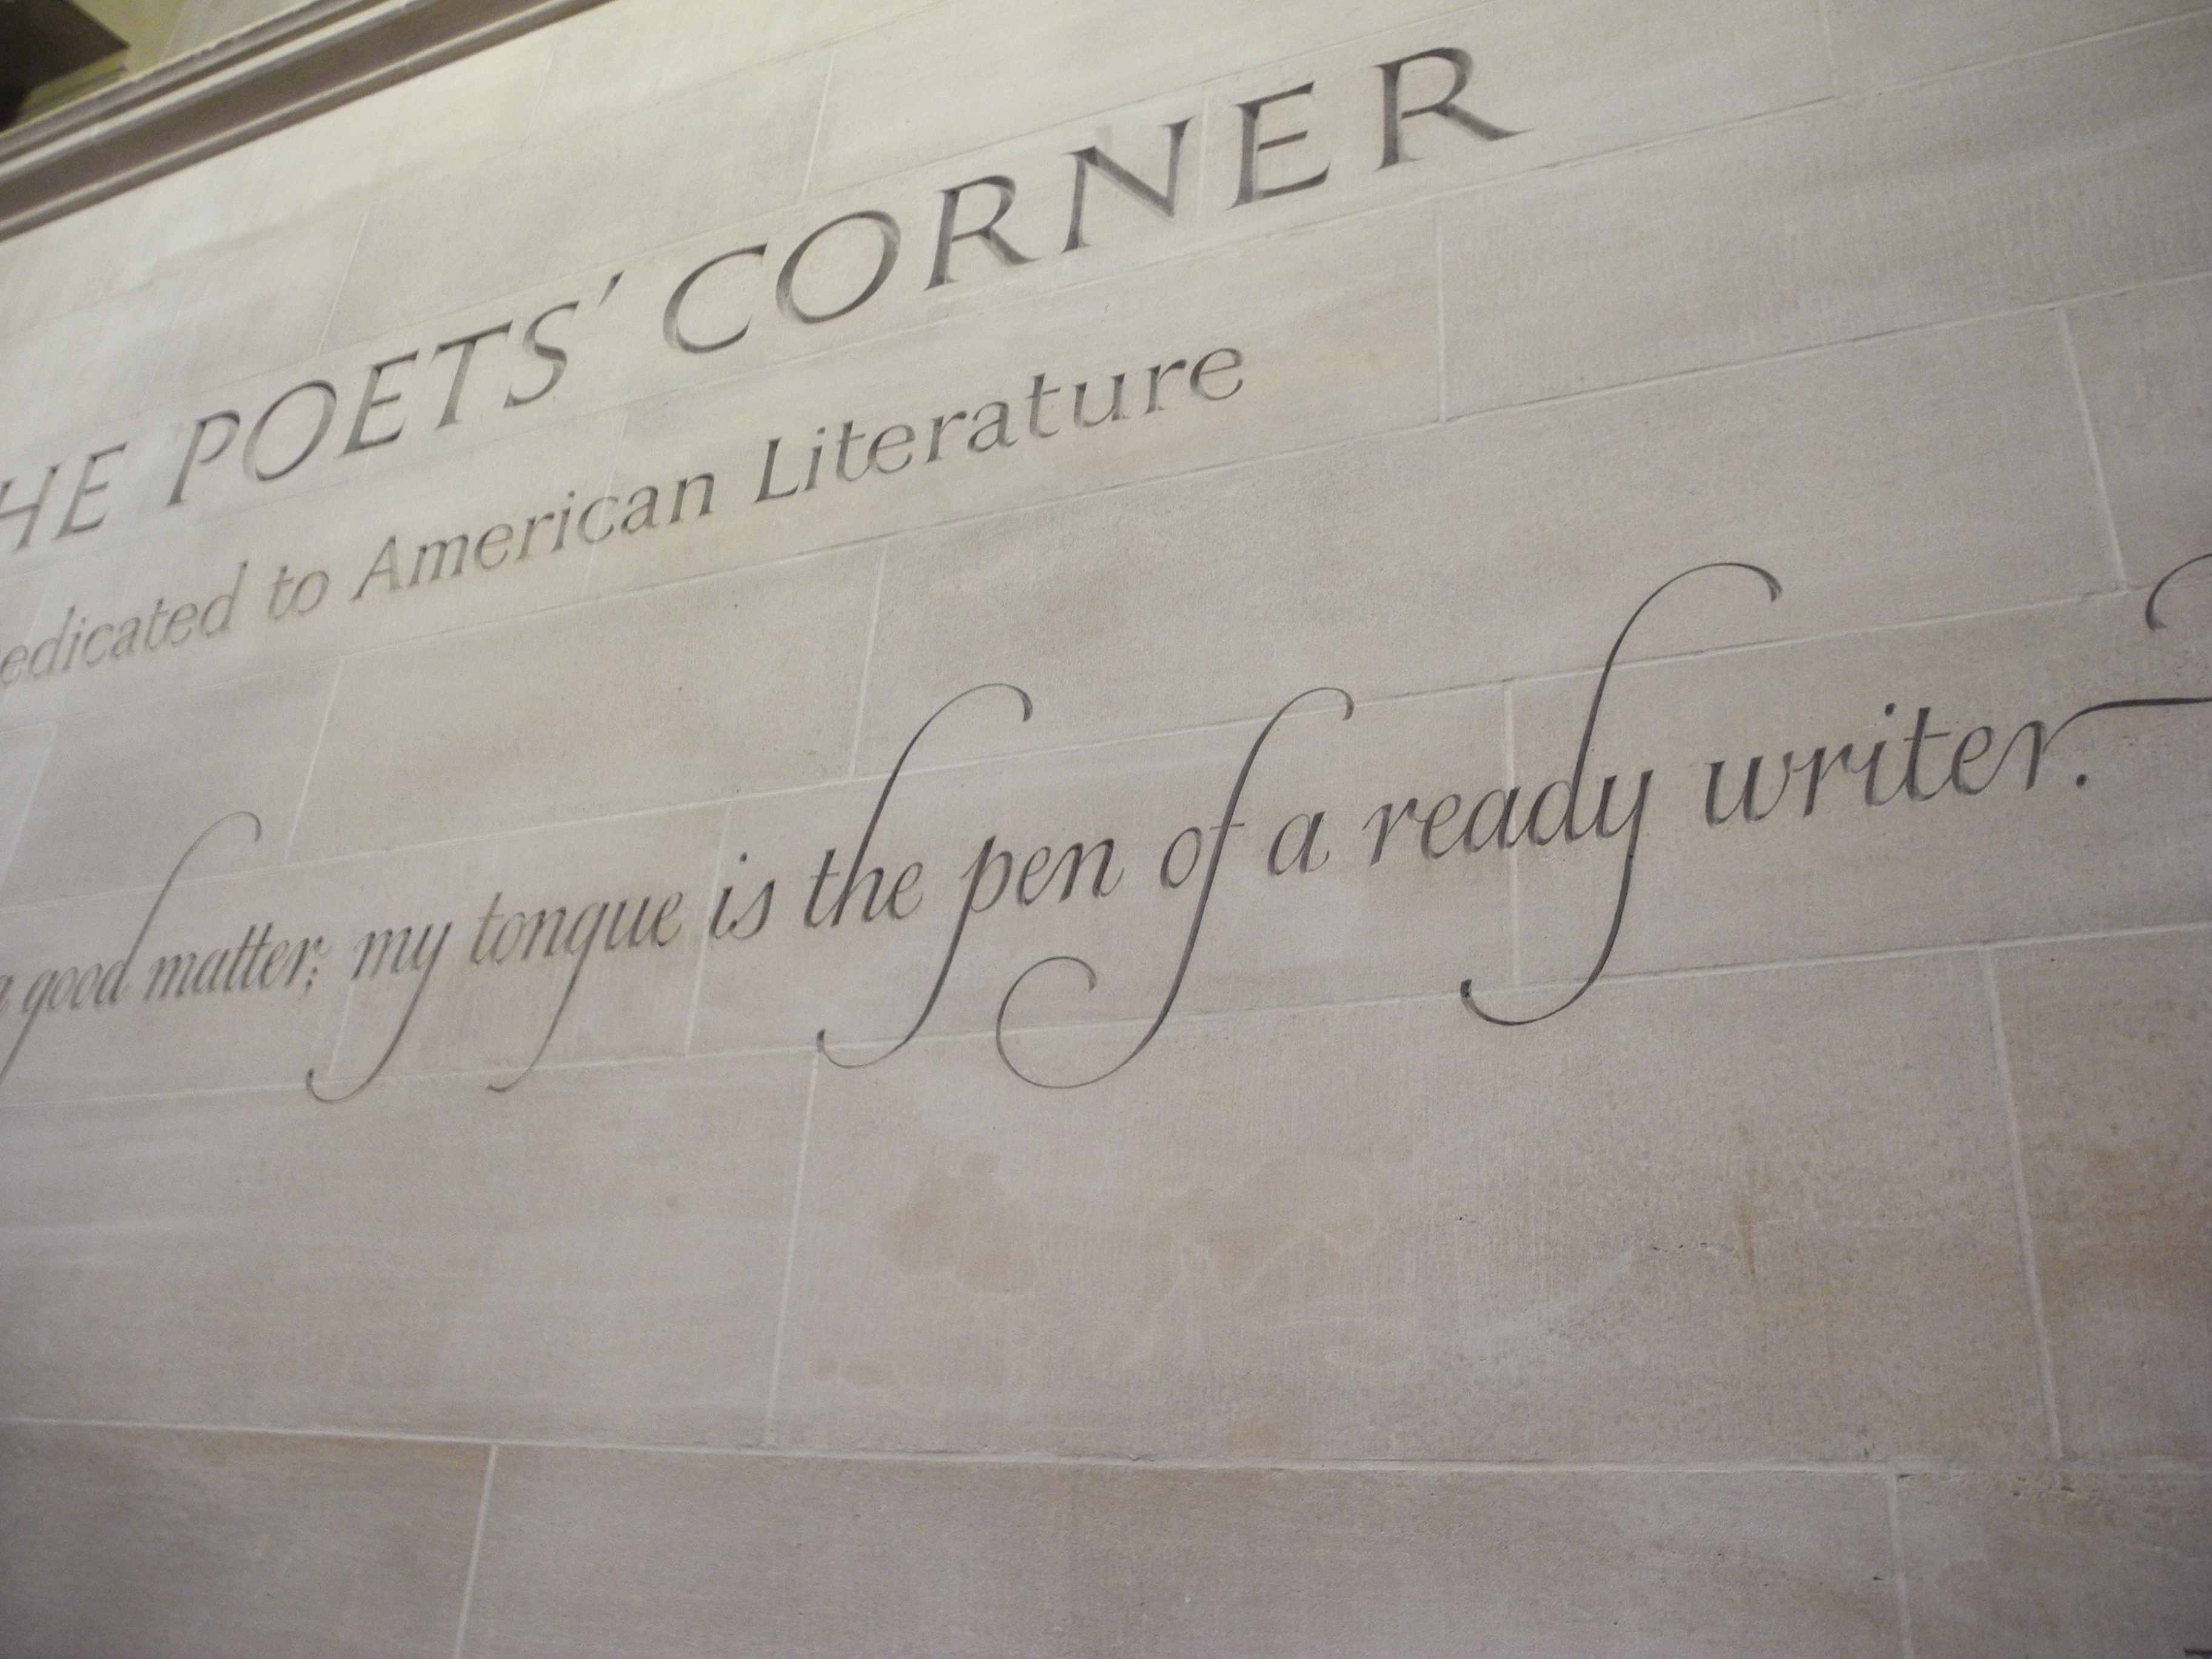 HE POETS' CORNER
edicated to American Literature
a good matter; my tongue is the pen of a ready writer.